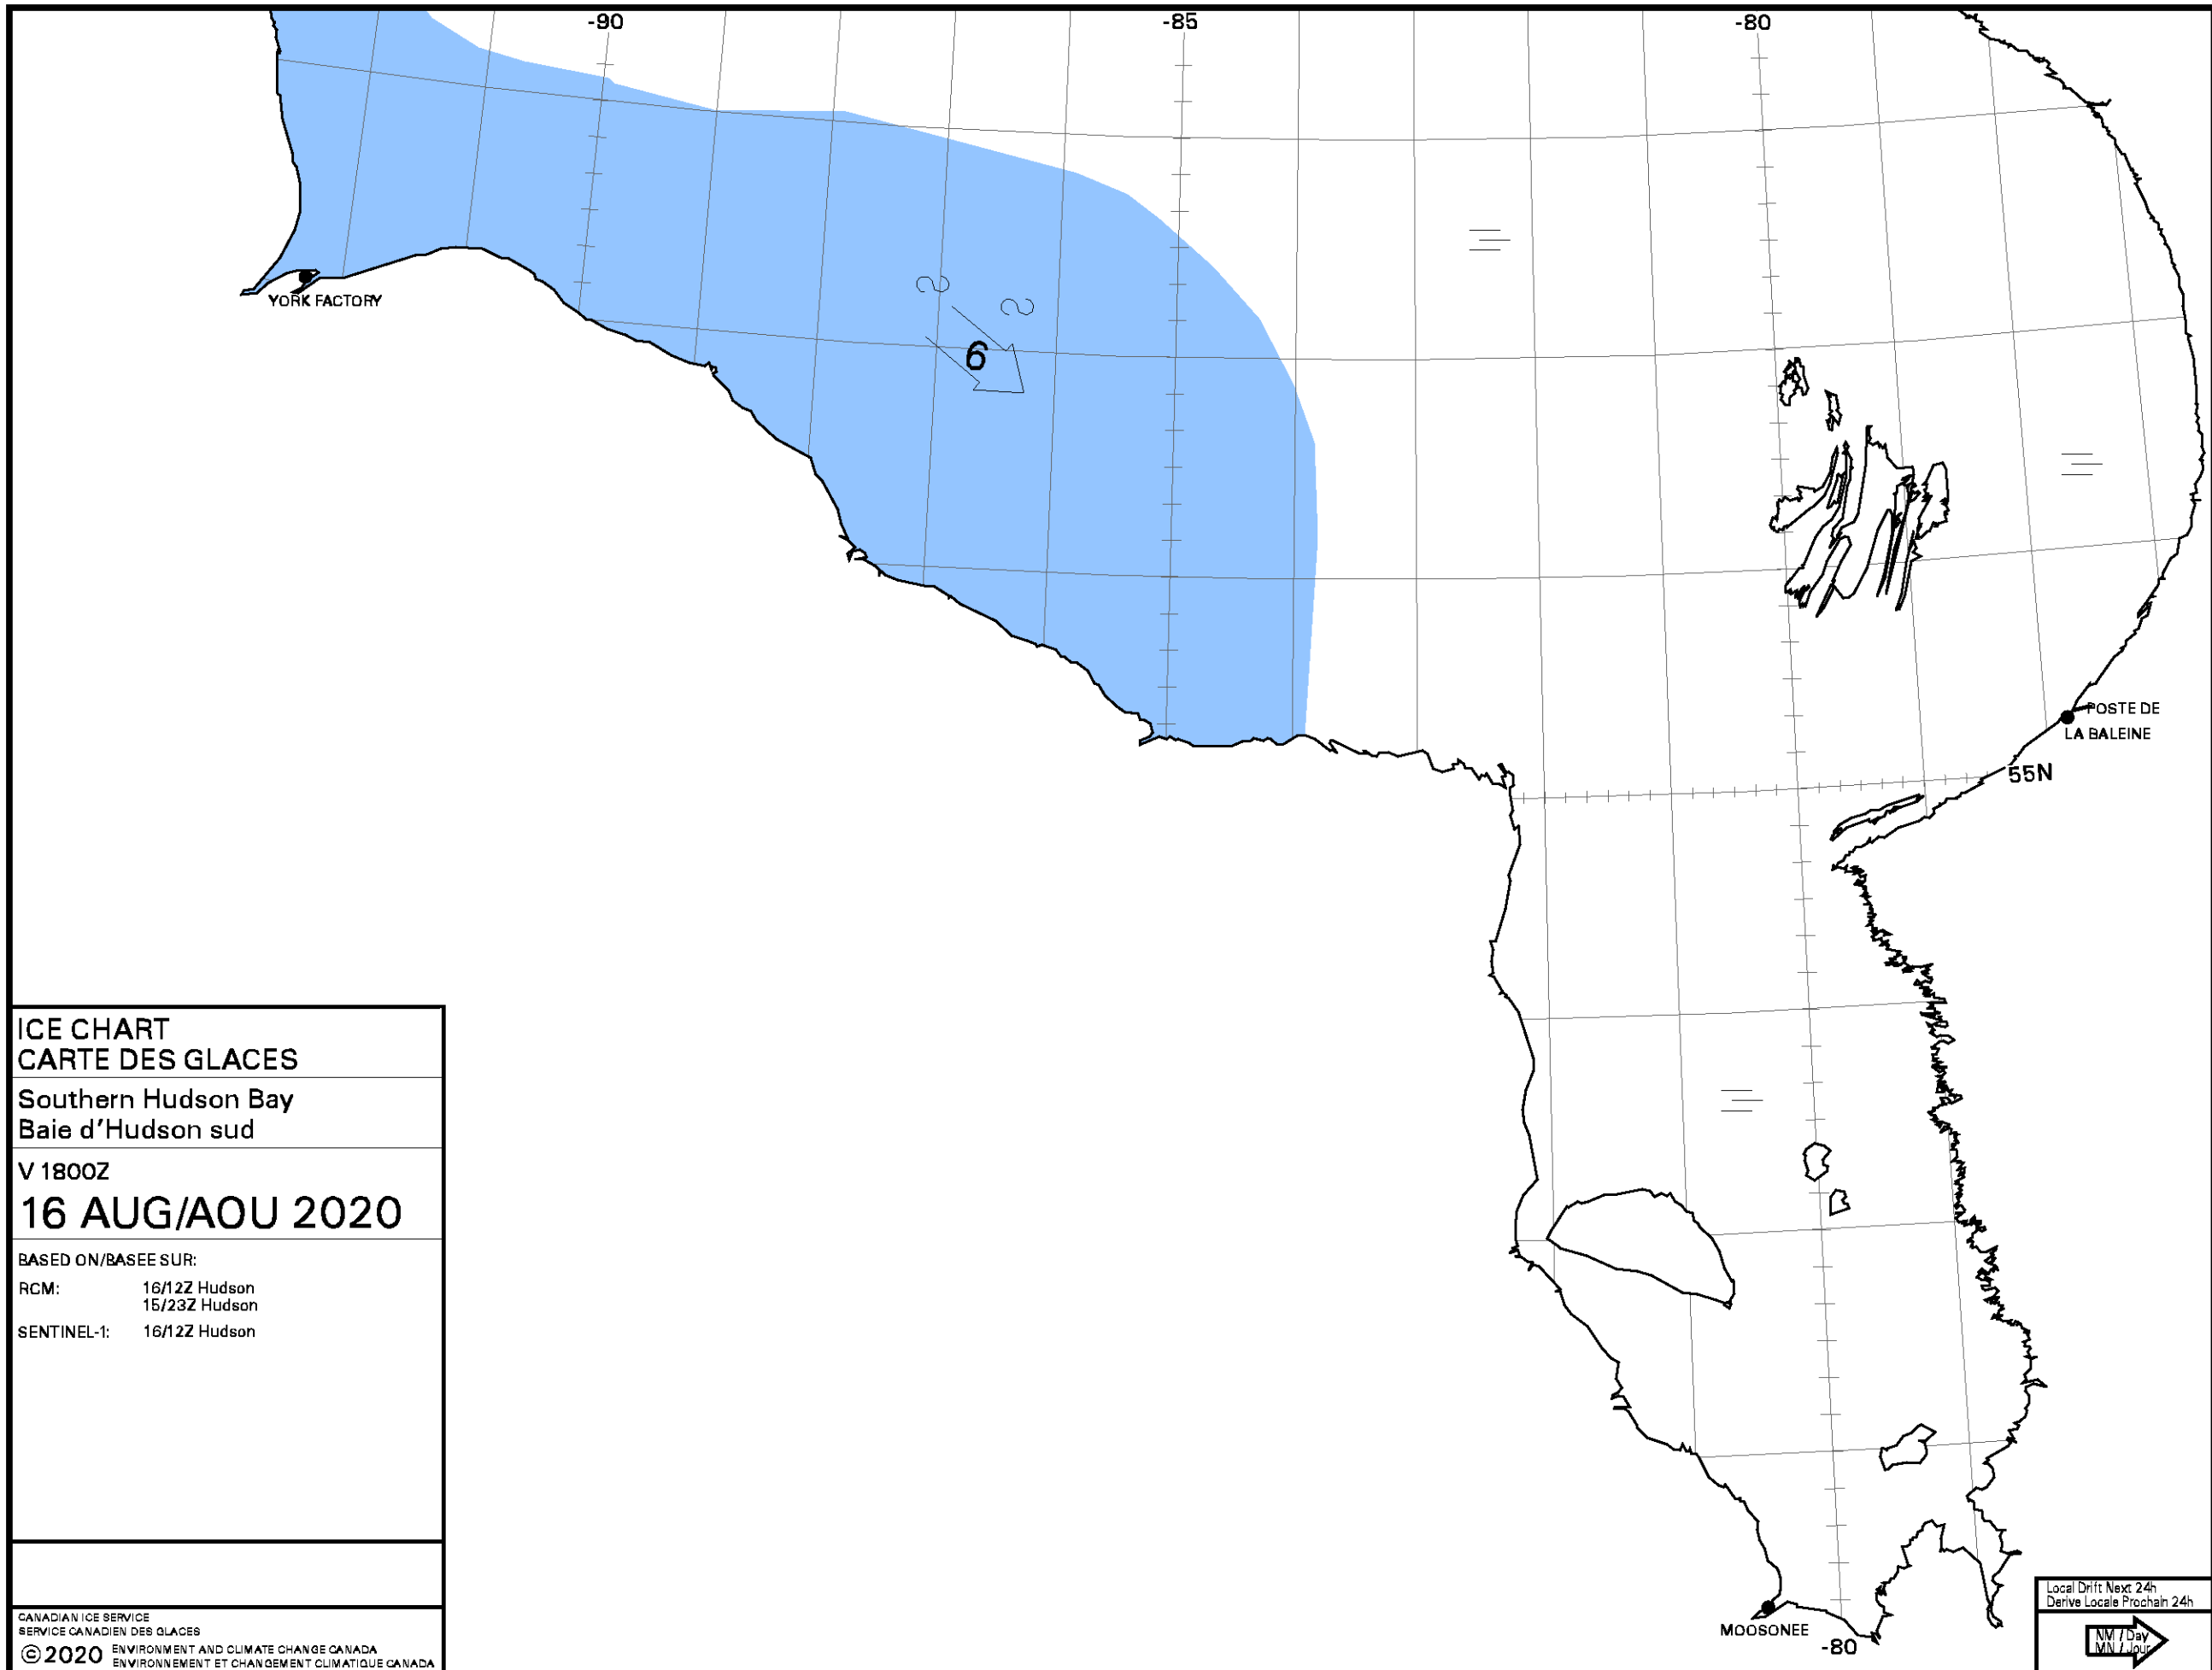 -90
-85
-80
YORK FACTORY
6
POSTE DE
LA BALEINE
55N
ICE CHART
CARTE DES GLACES
Southern Hudson Bay
Baie d'Hudson sud
V 1800Z
16 AUG/AOU 2020
BASED ON/BASEE SUR:
RCM: 16/12Z Hudson
15/23Z Hudson
SENTINEL-1: 16/12Z Hudson
CANADIAN ICE SERVICE
SERVICE CANADIEN DES GLACES
©2020 ENVIRONMENT AND CLIMATE CHANGE CANADA
ENVIRONNEMENT ET CHANGEMENT CLIMATIQUE CANADA
MOOSONEE
-80
Local Drift Next 24h
Derive Locale Prochain 24h
NM / Day
MN / Jour